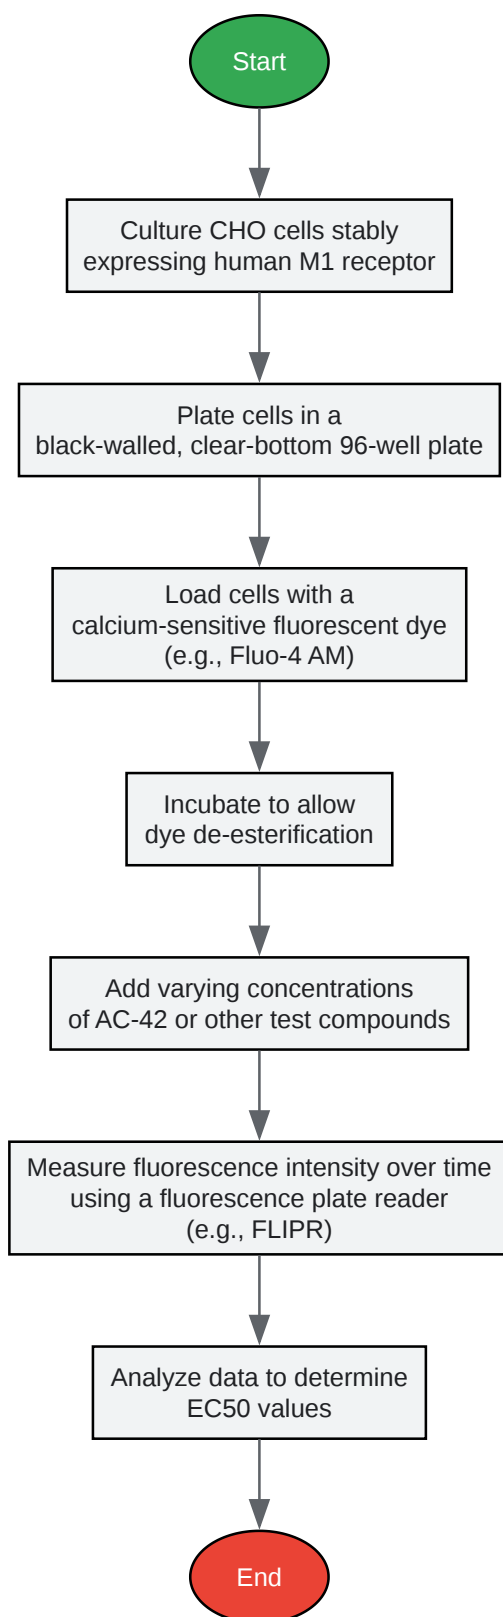 Start
Culture CHO cells stably
expressing human M1 receptor
Plate cells in a
black-walled, clear-bottom 96-well plate
Load cells with a
calcium-sensitive fluorescent dye
(e.g., Fluo-4 AM)
Incubate to allow
dye de-esterification
Add varying concentrations
of AC-42 or other test compounds
Measure fluorescence intensity over time
using a fluorescence plate reader
(e.g., FLIPR)
Analyze data to determine
EC50 values
End